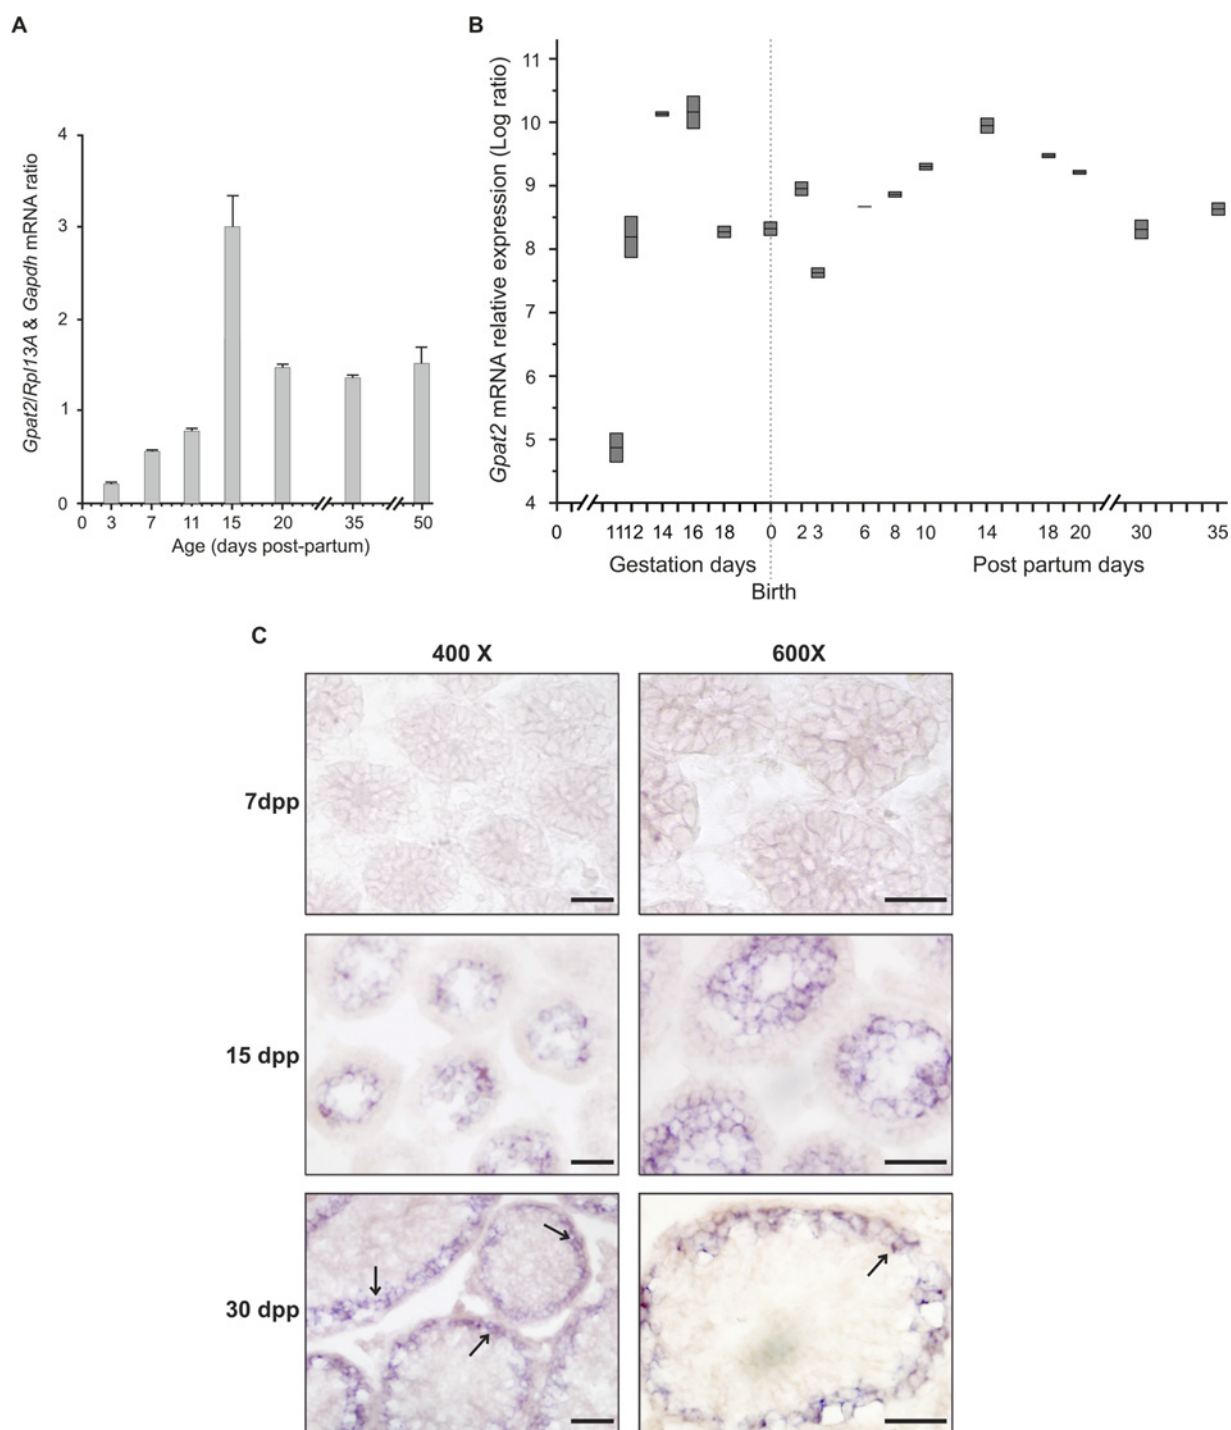 A
Gpat2/Rpl13A & Gapdh mRNA ratio
4
3
2
1
0
0 3 7 11 15 20 35 50
Age (days post-partum)
B
Gpat2 mRNA relative expression (Log ratio)
11
10
9
8
7
6
5
4
0 11 12 14 16 18 0 2 3 6 8 10 14 18 20 30 35
Gestation days Post partum days
Birth
C
400 X 600X
7dpp
15 dpp
30 dpp